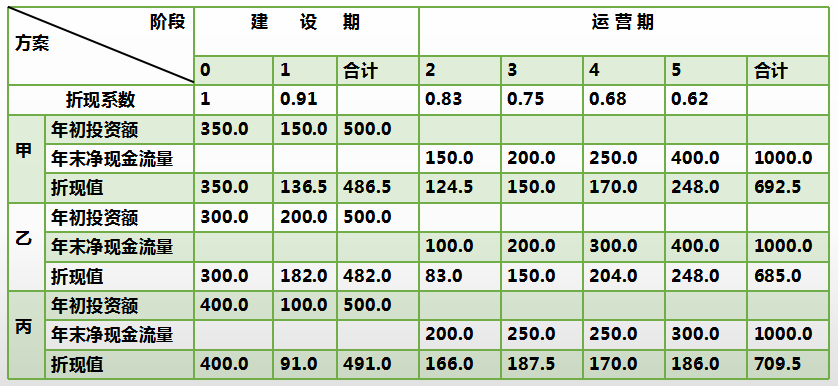 阶段 建 设 期 运 营 期
方案
0 1 合计 2 3 4 5 合计
折现系数 1 0.91 0.83 0.75 0.68 0.62
甲
年初投资额 350.0 150.0 500.0
年末净现金流量 150.0 200.0 250.0 400.0 1000.0
折现值 350.0 136.5 486.5 124.5 150.0 170.0 248.0 692.5
乙
年初投资额 300.0 200.0 500.0
年末净现金流量 100.0 200.0 300.0 400.0 1000.0
折现值 300.0 182.0 482.0 83.0 150.0 204.0 248.0 685.0
丙
年初投资额 400.0 100.0 500.0
年末净现金流量 200.0 250.0 250.0 300.0 1000.0
折现值 400.0 91.0 491.0 166.0 187.5 170.0 186.0 709.5